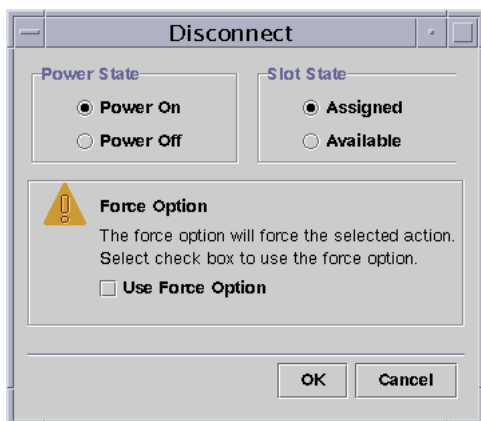 Disconnect
Power State
Power On
Power Off
Slot State
Assigned
Available
Force Option
The force option will force the selected action.
Select check box to use the force option.
Use Force Option
OK
Cancel